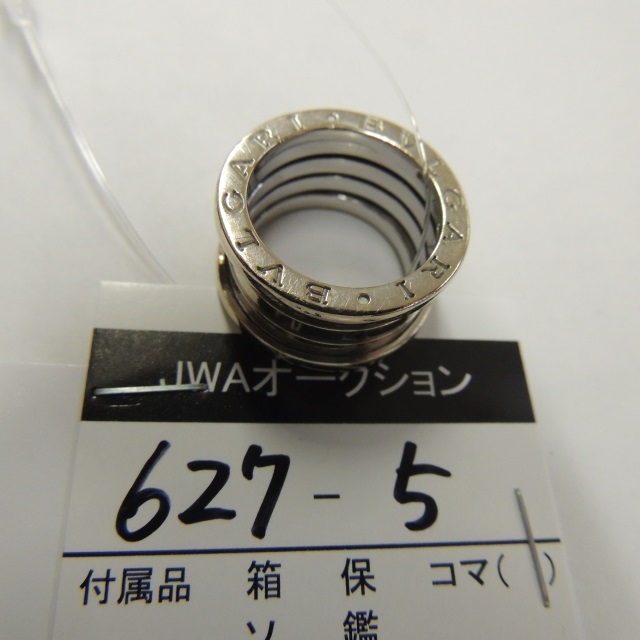 BVLGARI • BVLGARI •
JWAオークション
627-5
付属品 箱 保 コマ( )
ソ 鑑